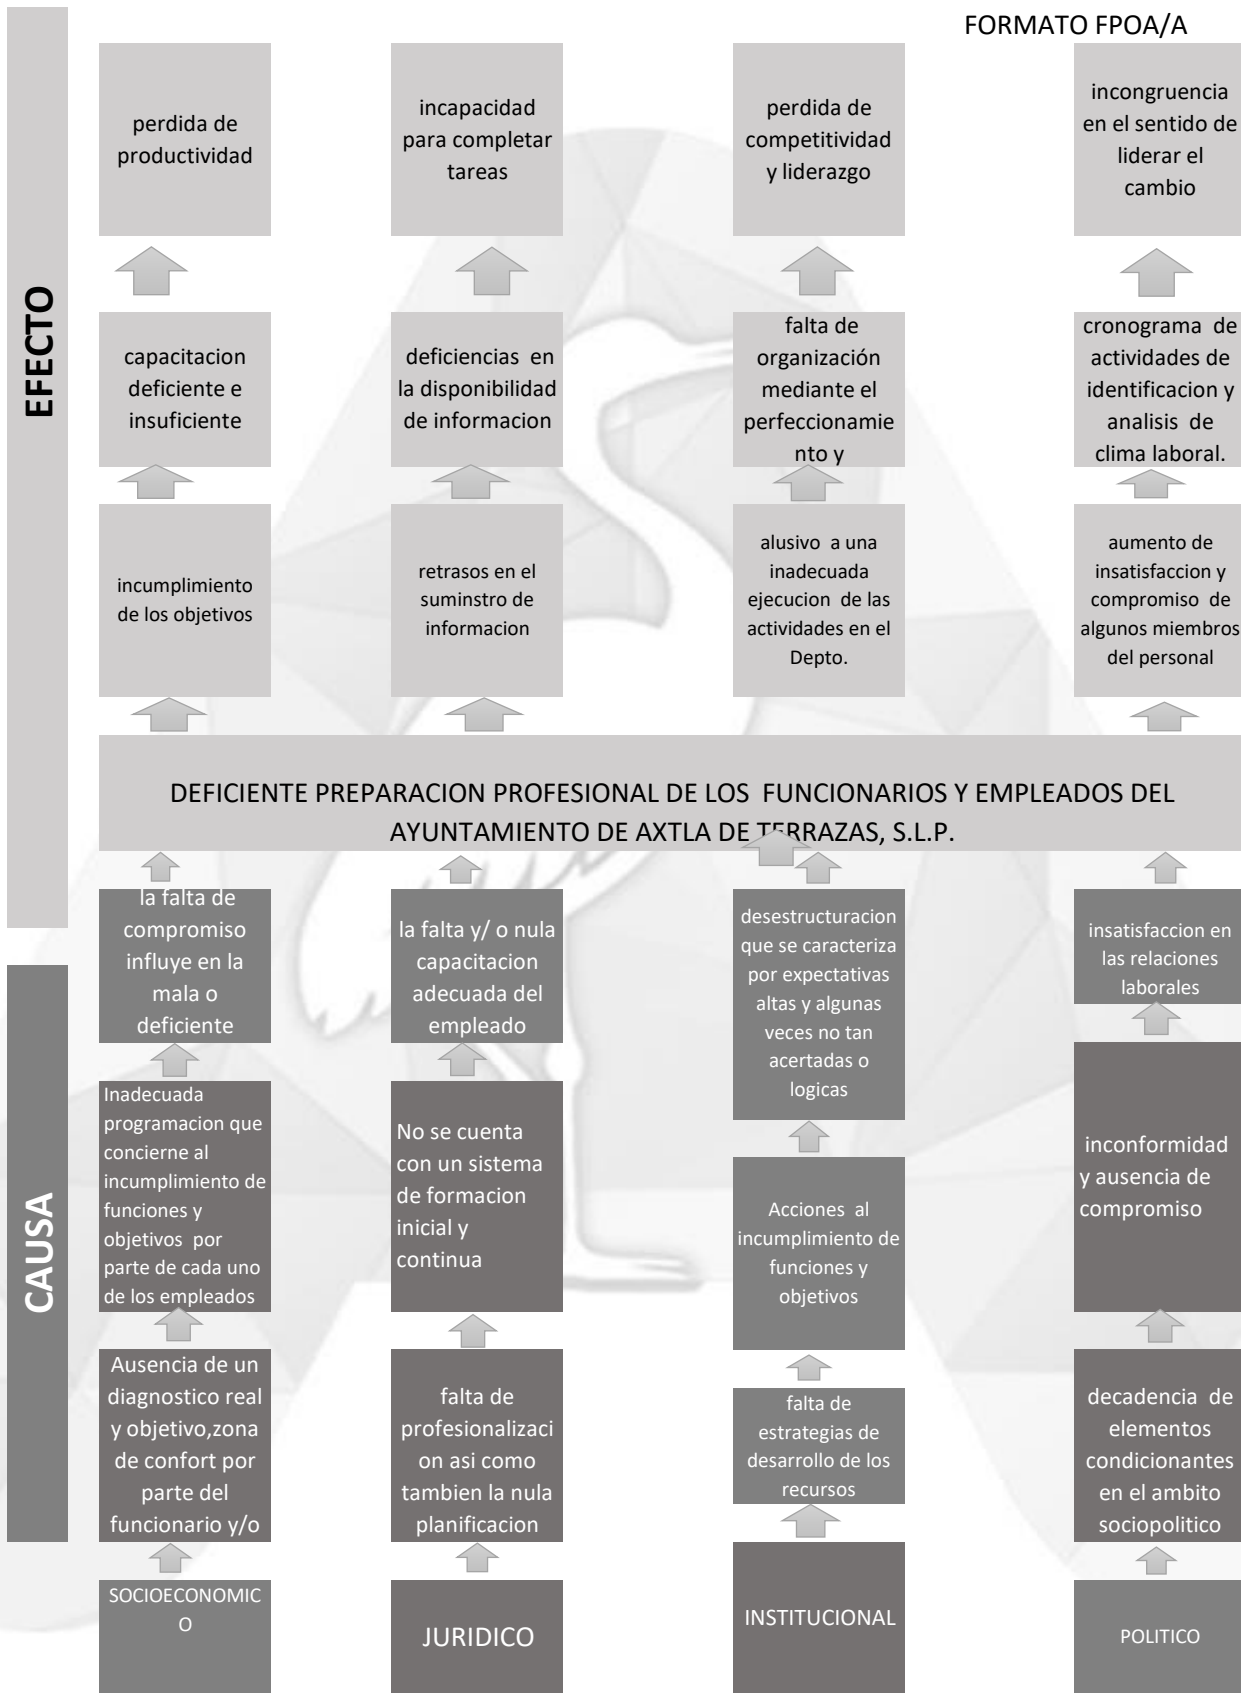 FORMATO FPOA/A
EFECTO
perdida de
productividad
incapacidad
para completar
tareas
perdida de
competitividad
y liderazgo
incongruencia
en el sentido de
liderar el
cambio
capacitacion
deficiente e
insuficiente
deficiencias en
la disponibilidad
de informacion
falta de
organización
mediante el
perfeccionamie
nto y
cronograma de
actividades de
identificacion y
analisis de
clima laboral.
incumplimiento
de los objetivos
retrasos en el
suminstro de
informacion
alusivo a una
inadecuada
ejecucion de las
actividades en el
Depto.
aumento de
insatisfaccion y
compromiso de
algunos miembros
del personal
DEFICIENTE PREPARACION PROFESIONAL DE LOS FUNCIONARIOS Y EMPLEADOS DEL
AYUNTAMIENTO DE AXTLA DE TERRAZAS, S.L.P.
CAUSA
la falta de
compromiso
influye en la
mala o
deficiente
la falta y/ o nula
capacitacion
adecuada del
empleado
desestructuracion
que se caracteriza
por expectativas
altas y algunas
veces no tan
acertadas o
logicas
insatisfaccion en
las relaciones
laborales
Inadecuada
programacion que
concierne al
incumplimiento de
funciones y
objetivos por
parte de cada uno
de los empleados
No se cuenta
con un sistema
de formacion
inicial y
continua
Acciones al
incumplimiento de
funciones y
objetivos
inconformidad
y ausencia de
compromiso
Ausencia de un
diagnostico real
y objetivo,zona
de confort por
parte del
funcionario y/o
falta de
profesionalizaci
on asi como
tambien la nula
planificacion
falta de
estrategias de
desarrollo de los
recursos
decadencia de
elementos
condicionantes
en el ambito
sociopolitico
SOCIOECONOMIC
O
JURIDICO
INSTITUCIONAL
POLITICO